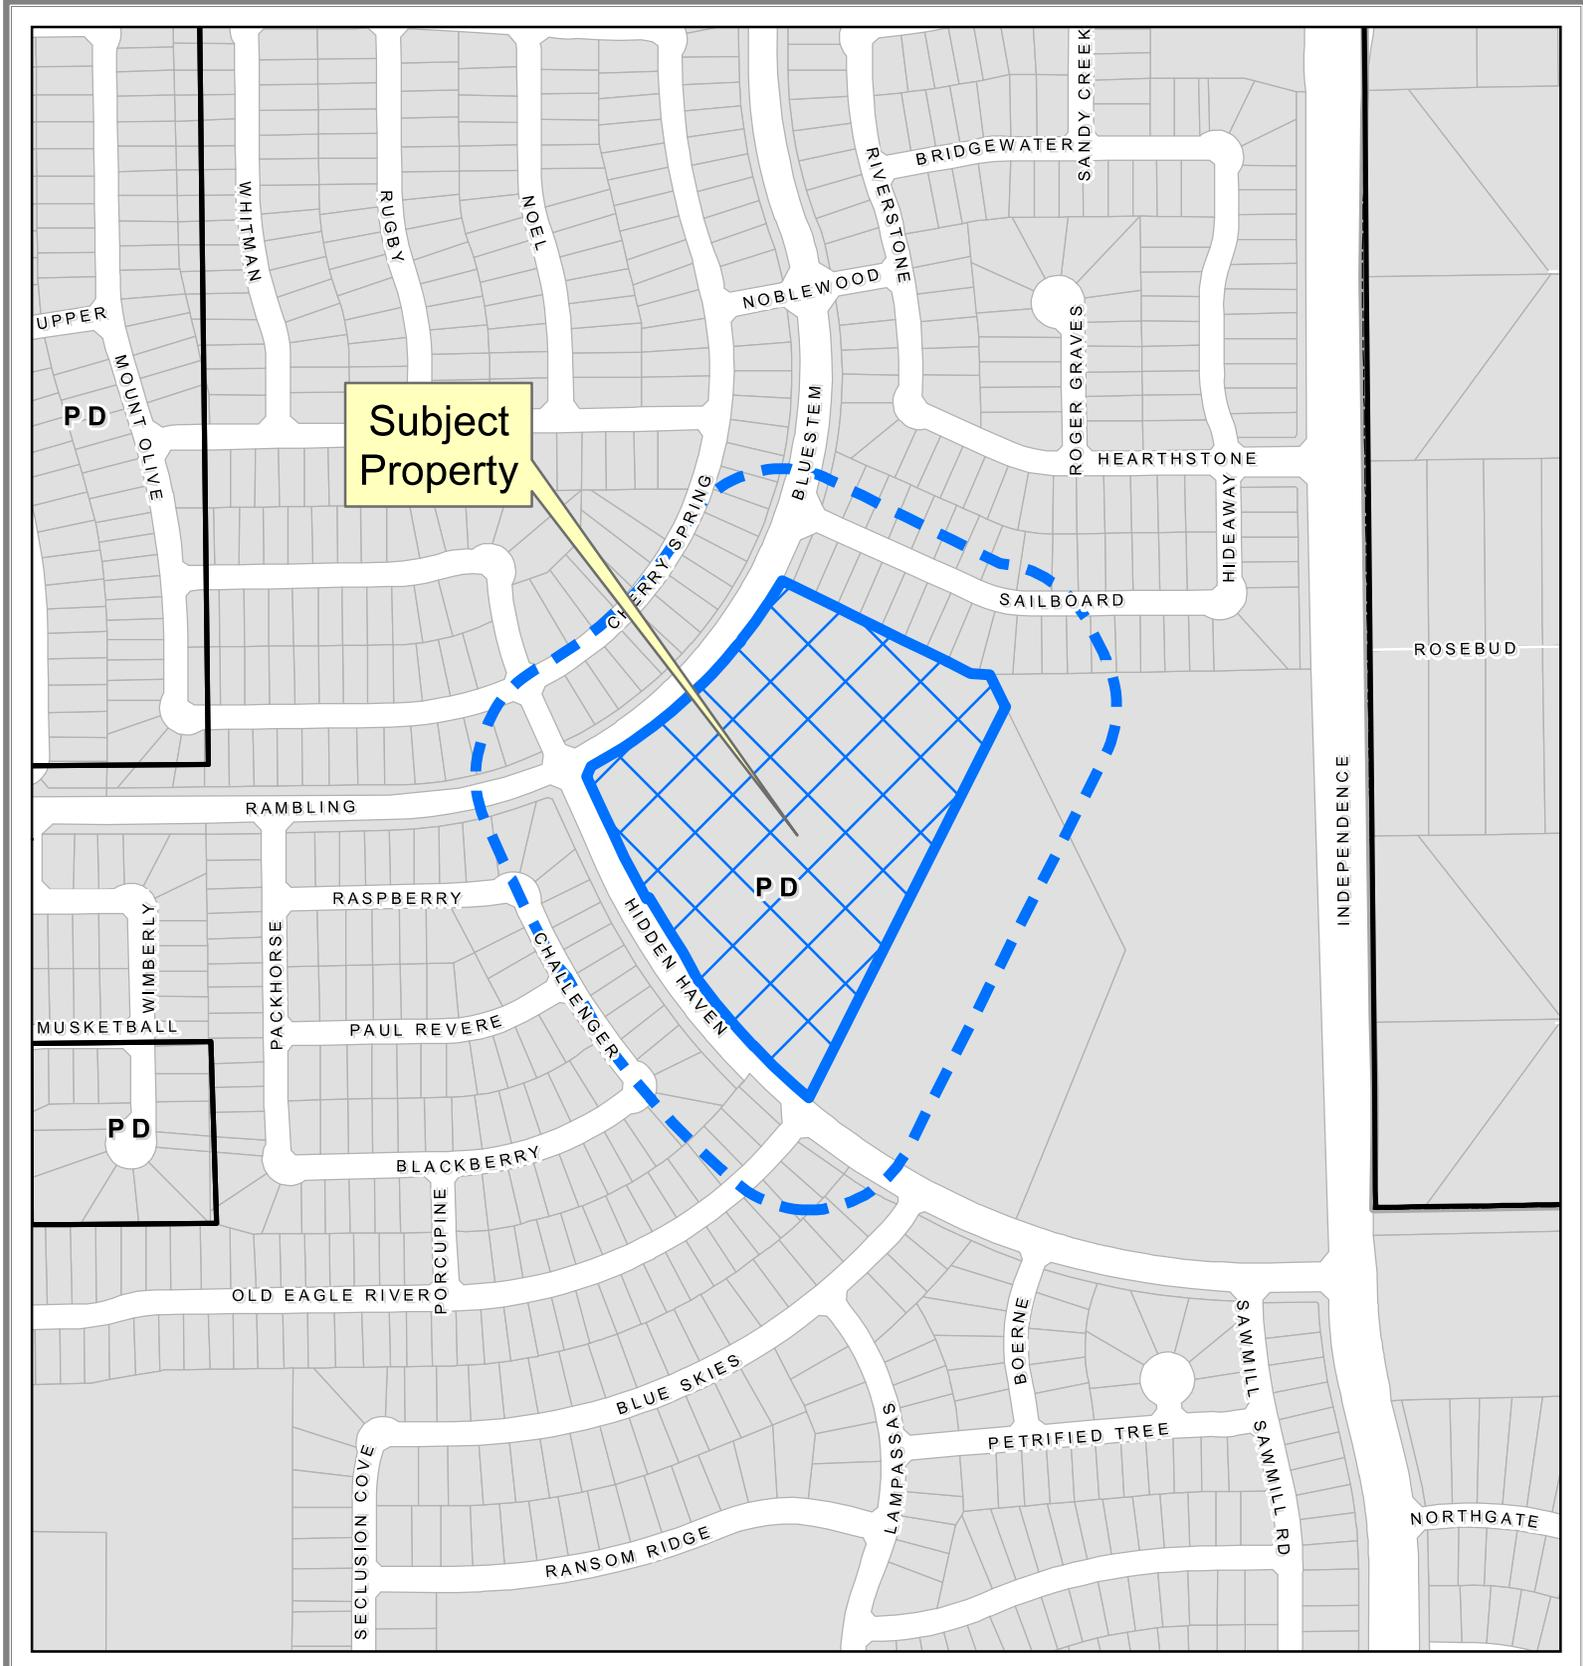 SANDY CREEK
BRIDGEWATER
RIVERSTONE
WHITMAN
RUGBY
NOEL
NOBLEWOOD
UPPER
MOUNT OLIVE
PD
Subject
Property
BLUESTEM
ROGER GRAVES
HEARTHSTONE
HIDEAWAY
CHERRY SPRING
SAILBOARD
ROSEBUD
INDEPENDENCE
RAMBLING
RASPBERRY
PD
WIMBERLY
PACKHORSE
CHALLENGER
HIDDEN HAVEN
MUSKETBALL
PAUL REVERE
PD
BLACKBERRY
PORCUPINE
OLD EAGLE RIVER
BOERNE
SAWMILL
BLUE SKIES
LAMPASSAS
PETRIFIED TREE
SAWMILL RD
SECLUSION COVE
RANSOM RIDGE
NORTHGATE